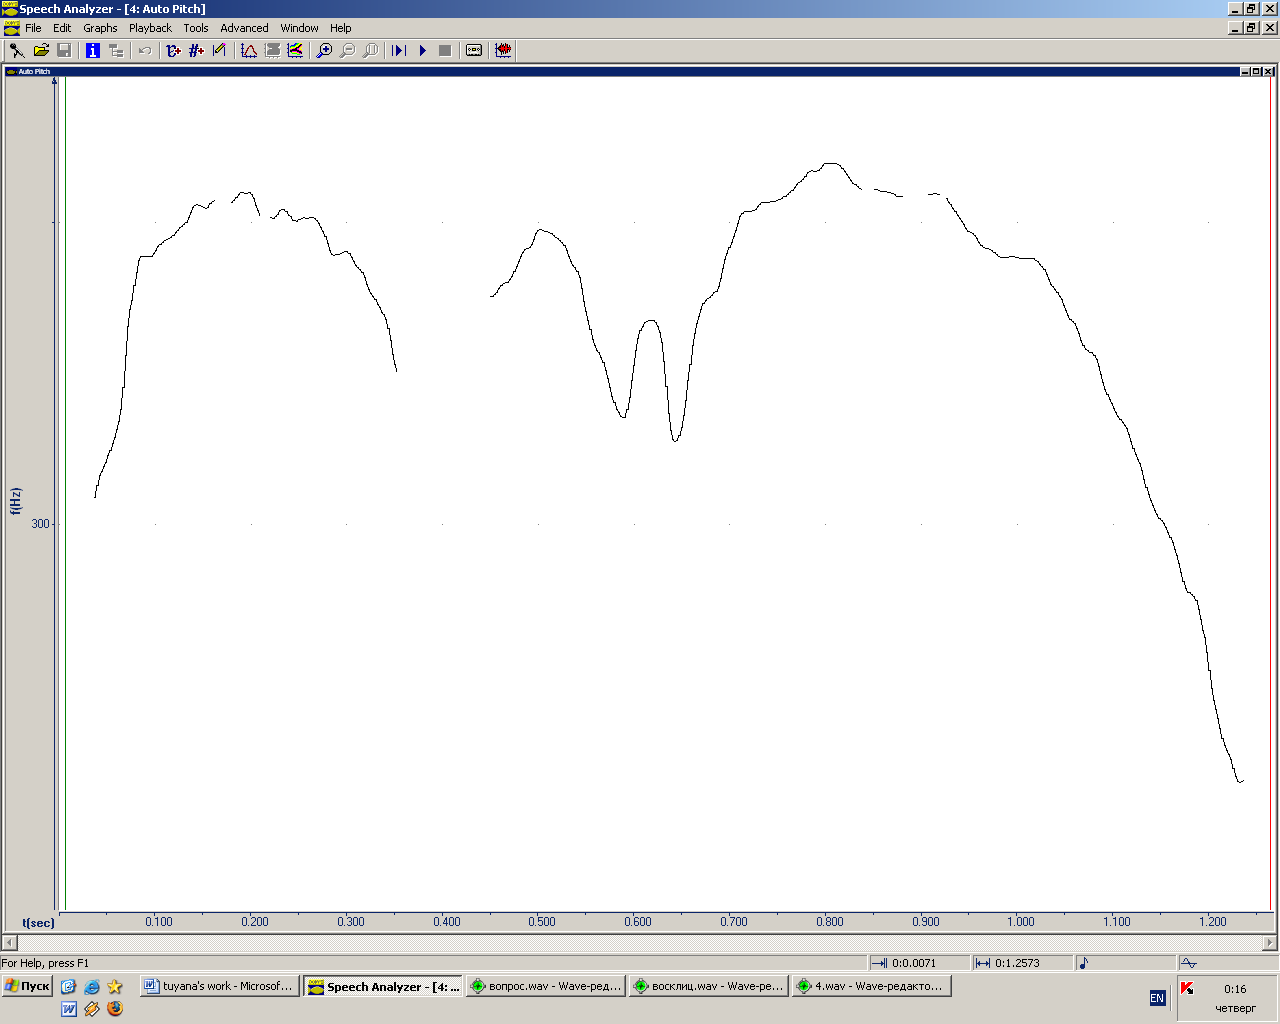 Speech Analyzer - [4: Auto Pitch]
File Edit Graphs Playback Tools Advanced Window Help
Auto Pitch
f(Hz)
300
t(sec) 0.100 0.200 0.300 0.400 0.500 0.600 0.700 0.800 0.900 1.000 1.100 1.200
For Help, press F1 0:0.0071 0:1.2573
Пуск tuyana's work - Microsof... Speech Analyzer - [4: ... вопрос.wav - Wave-ред... восклиц.wav - Wave-ре... 4.wav - Wave-редакто... EN 0:16
четверг